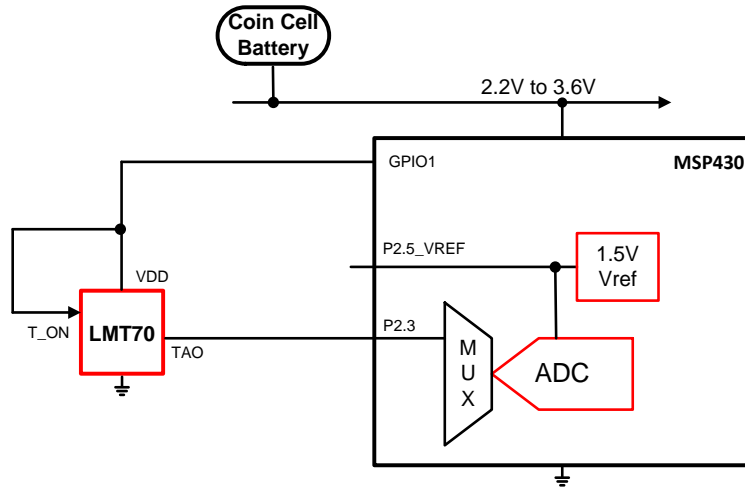 Coin Cell
Battery
2.2V to 3.6V
GPIO1
MSP430
P2.5_VREF
1.5V
Vref
VDD
T_ON
LMT70
TAO
P2.3
M
U
X
ADC